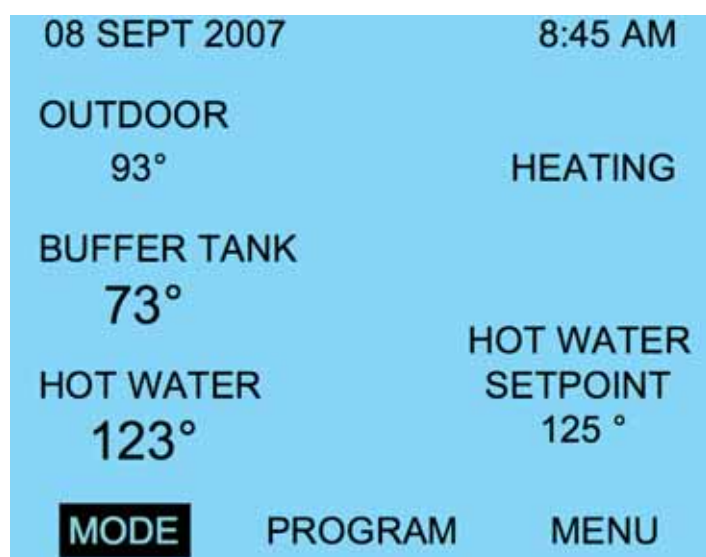 08 SEPT 2007 8:45 AM
OUTDOOR
93° HEATING
BUFFER TANK
73°
HOT WATER
SETPOINT
125 °
HOT WATER
123°
MODE PROGRAM MENU